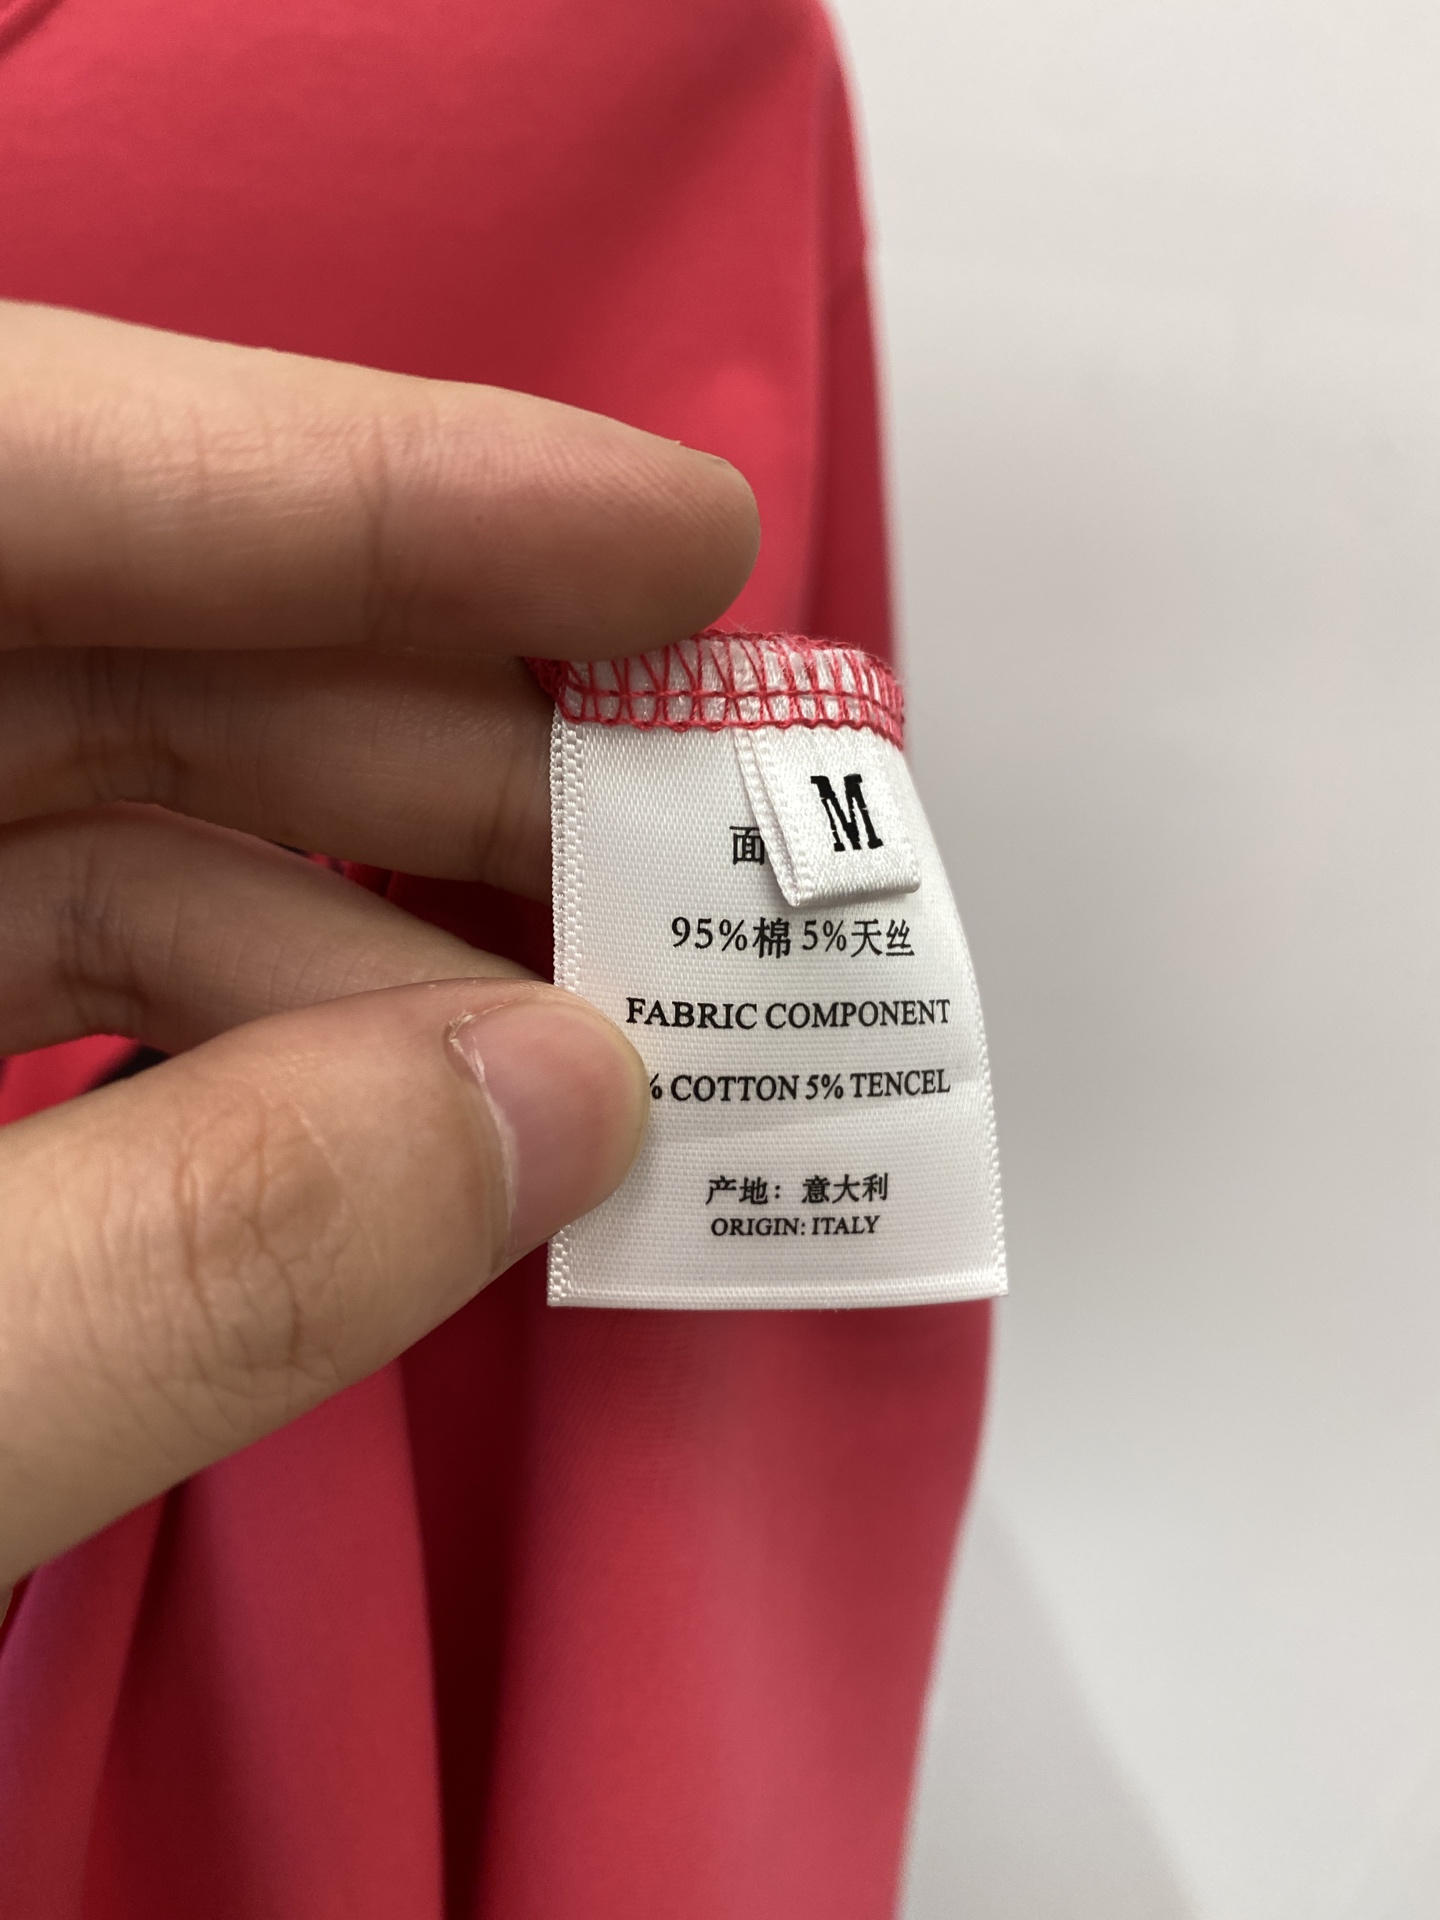 M
面
95%棉 5%天丝
FABRIC COMPONENT
% COTTON 5% TENCEL
产地：意大利
ORIGIN: ITALY